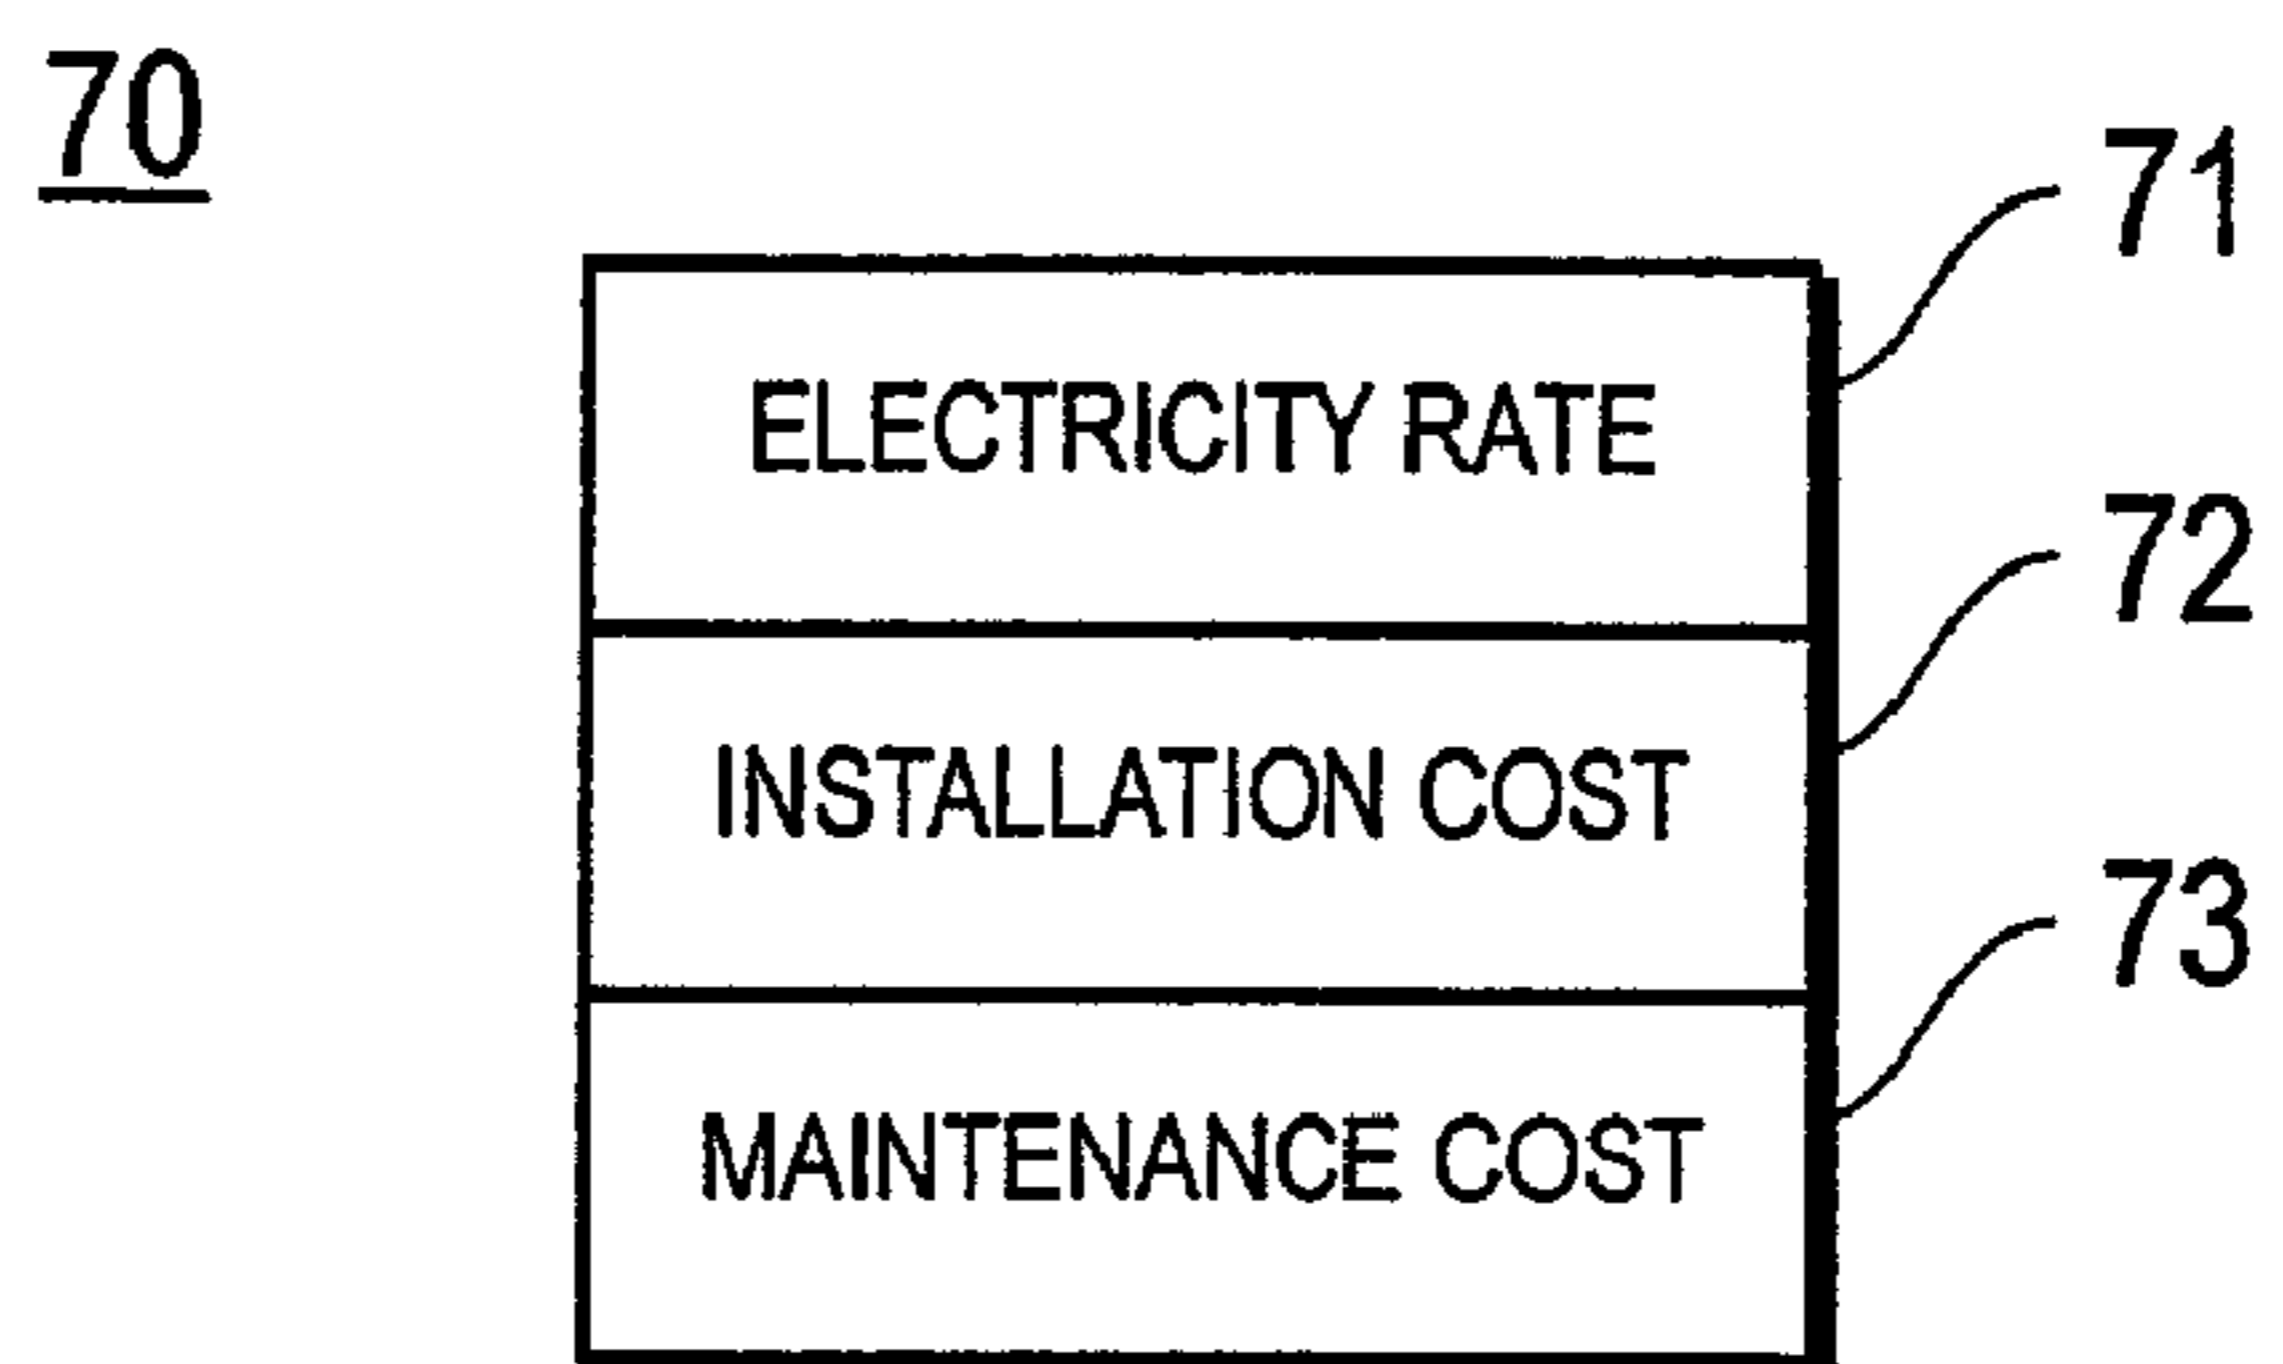 70
71
ELECTRICITY RATE
72
INSTALLATION COST
73
MAINTENANCE COST